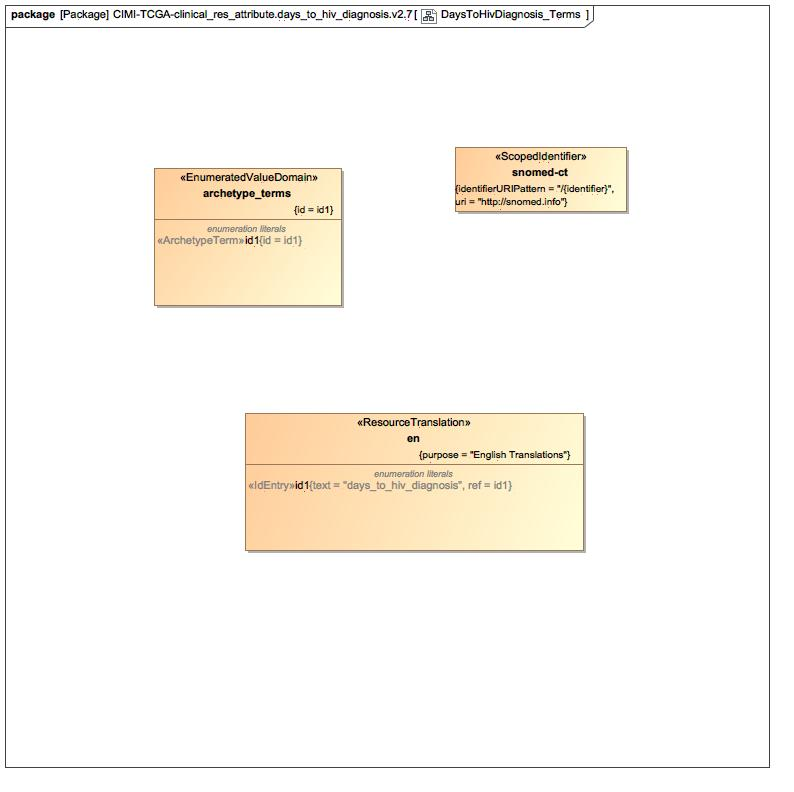 package [Package] CIMI-TCGA-clinical_res_attribute.days_to_hiv_diagnosis.v2.7[ DaysToHivDiagnosis_Terms ]
«ScopedIdentifier»
snomed-ct
{identifierURIPattern = "/{identifier}",
uri = "http://snomed.info"}
«EnumeratedValueDomain»
archetype_terms
{id = id1}
enumeration literals
«ArchetypeTerm»id1{id = id1}
«ResourceTranslation»
en
{purpose = "English Translations"}
enumeration literals
«IdEntry»id1{text = "days_to_hiv_diagnosis", ref = id1}